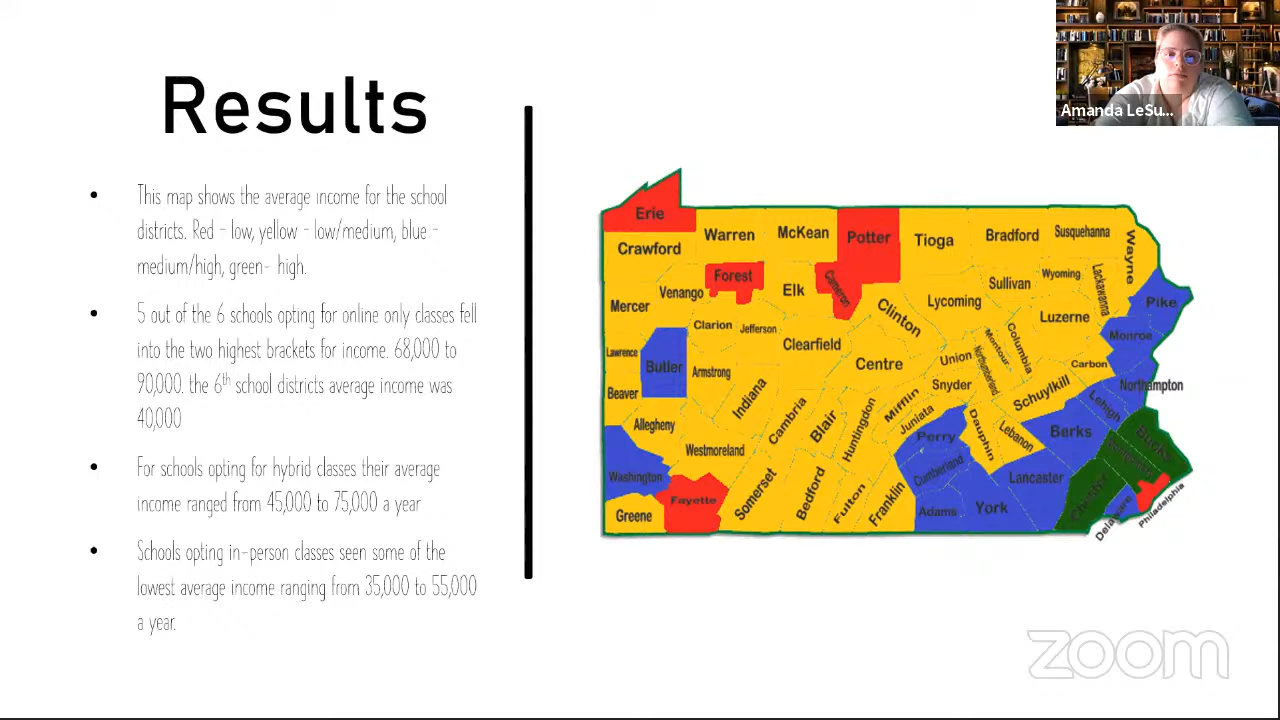 Results
• This map shows the average income for the school
districts. Red – low, yellow – low/medium, blue –
medium/high, green– high.
• 5 out of the 6 schools opting for online only classes fell
into the two highest brackets for income. 68,000 to
90,000. the 6th school districts average income was
40,000
• For schools opting for hybrid classes their average
income ranged from 45,000 to 75,000 a year
• Schools opting in-person classes seen some of the
lowest average income ranging from 35,000 to 55,000
a year.
Amanda LeSu...
Erie
Crawford
Warren
McKean
Potter
Tioga
Bradford
Susquehanna
Wayne
Forest
Venango
Elk
Cameron
Mercer
Clinton
Lycoming
Sullivan
Wyoming
Lackawanna
Pike
Luzerne
Monroe
Clarion
Jefferson
Clearfield
Centre
Lawrence
Butler
Armstrong
Union
Northumberland
Montour
Columbia
Carbon
Northampton
Beaver
Indiana
Snyder
Schuylkill
Lehigh
Allegheny
Cambria
Blair
Huntingdon
Mifflin
Juniata
Perry
Dauphin
Lebanon
Berks
Bucks
Westmoreland
Montgomery
Washington
Cumberland
Lancaster
Chester
Greene
Fayette
Somerset
Bedford
Fulton
Franklin
Adams
York
Delaware
Philadelphia
zoom